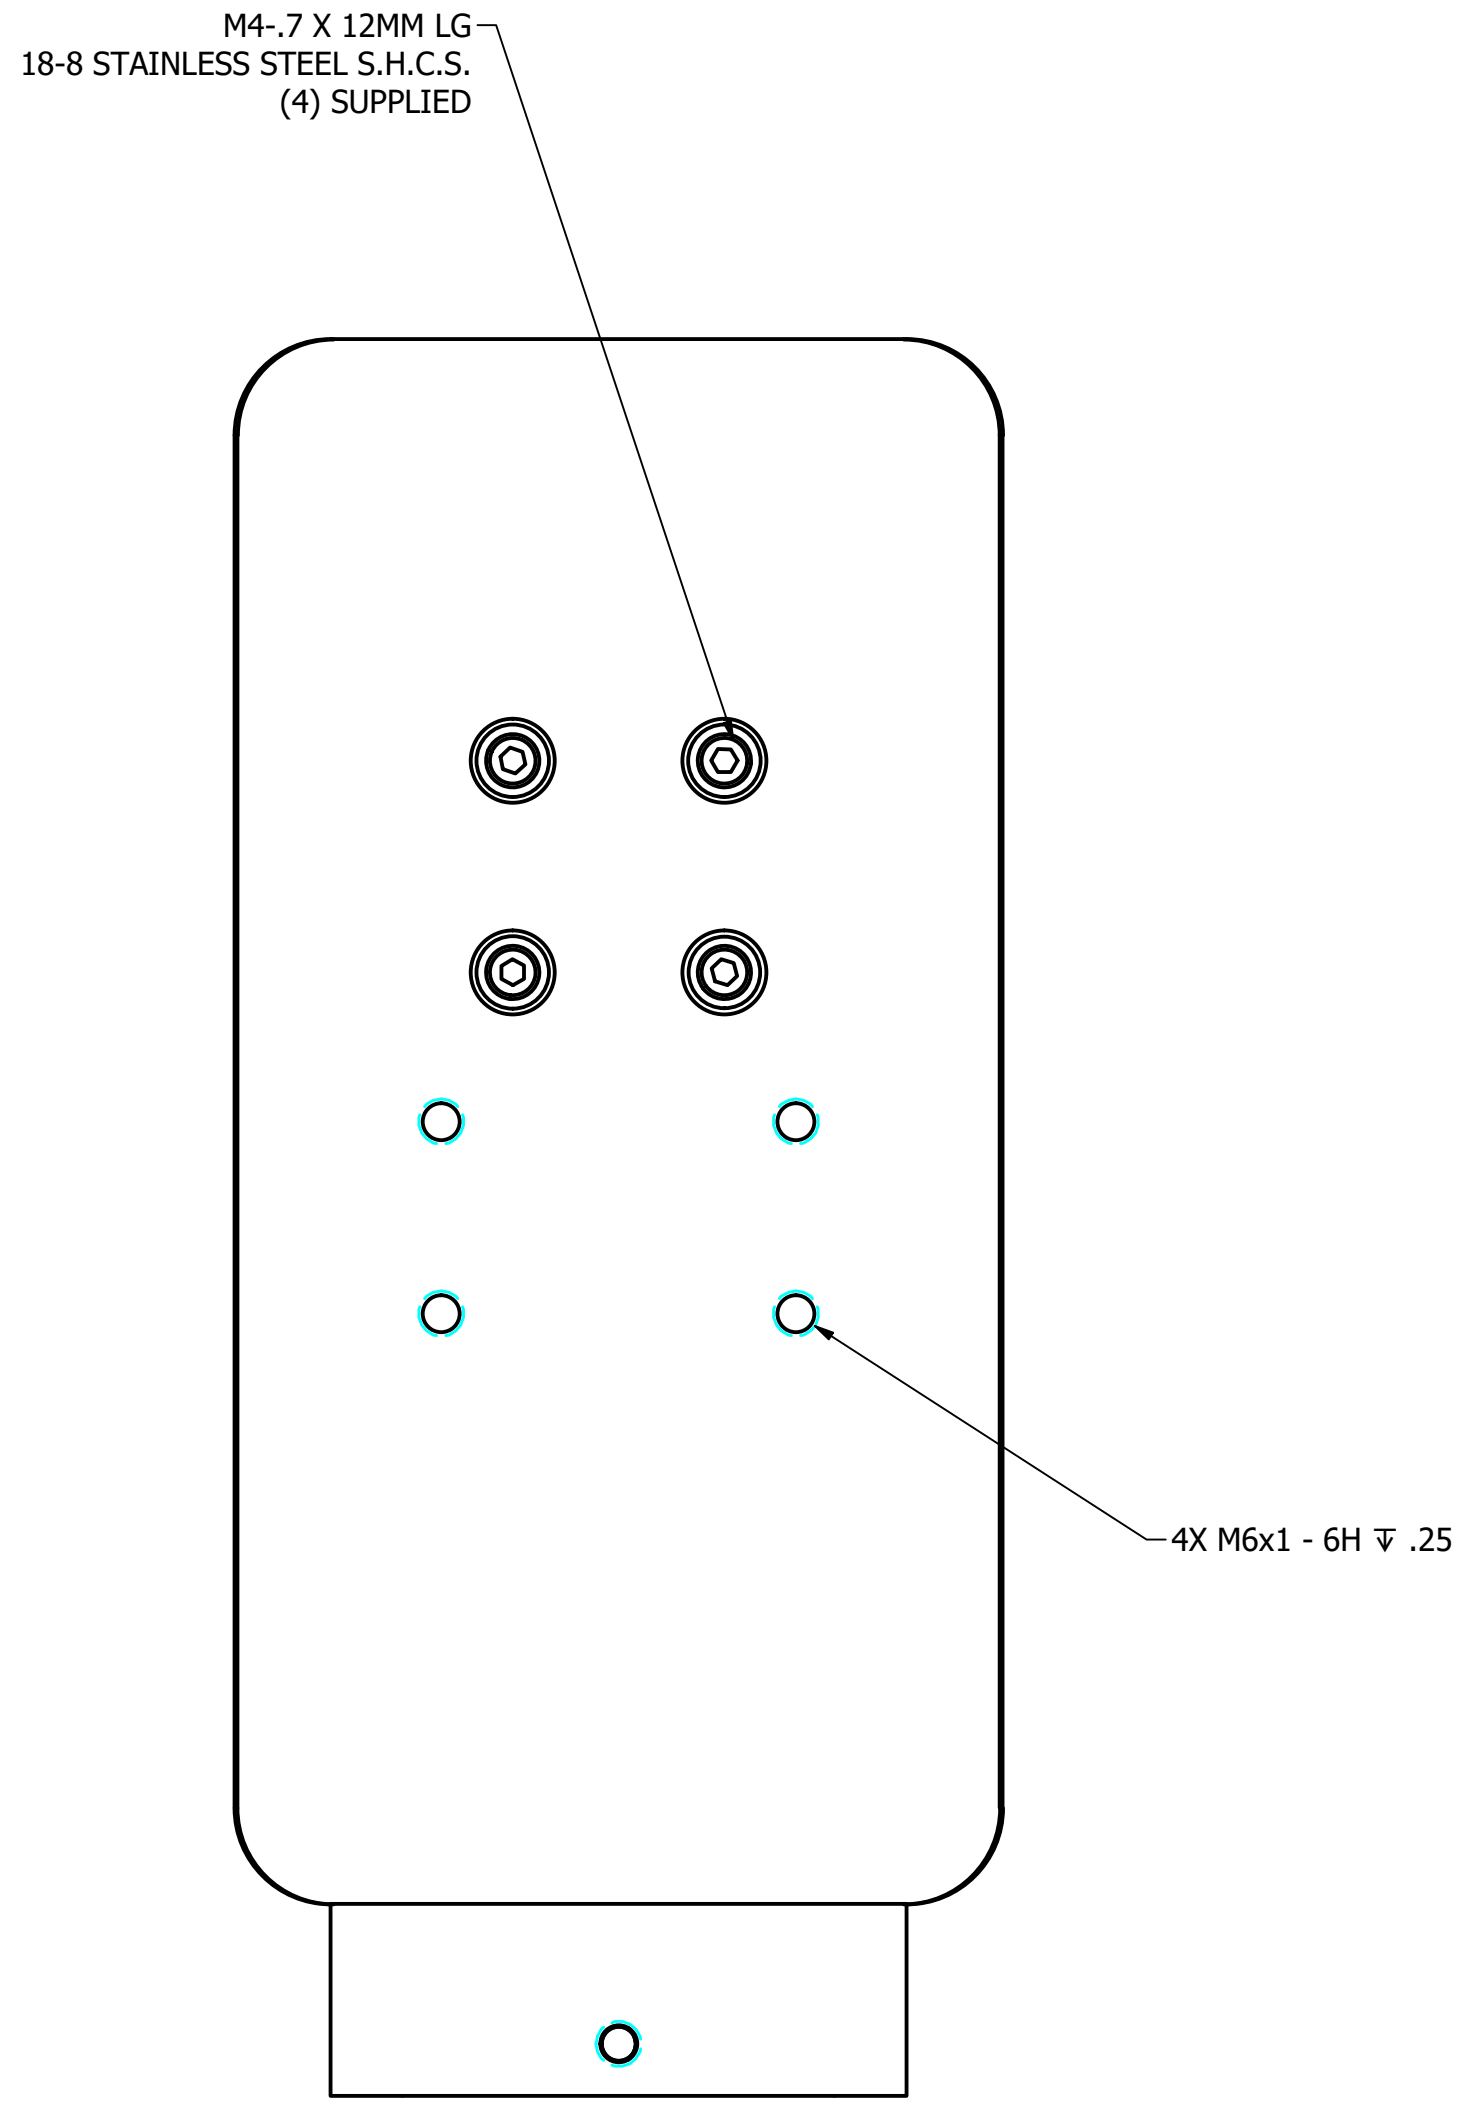 M4-.7 X 12MM LG
18-8 STAINLESS STEEL S.H.C.S.
(4) SUPPLIED
4X M6x1 - 6H ↧ .25